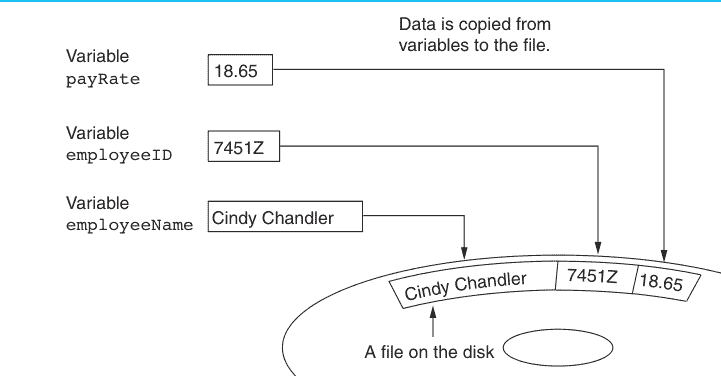 Data is copied from
variables to the file.
Variable
payRate
18.65
Variable
employeeID
7451Z
Variable
employeeName
Cindy Chandler
Cindy Chandler
7451Z
18.65
A file on the disk